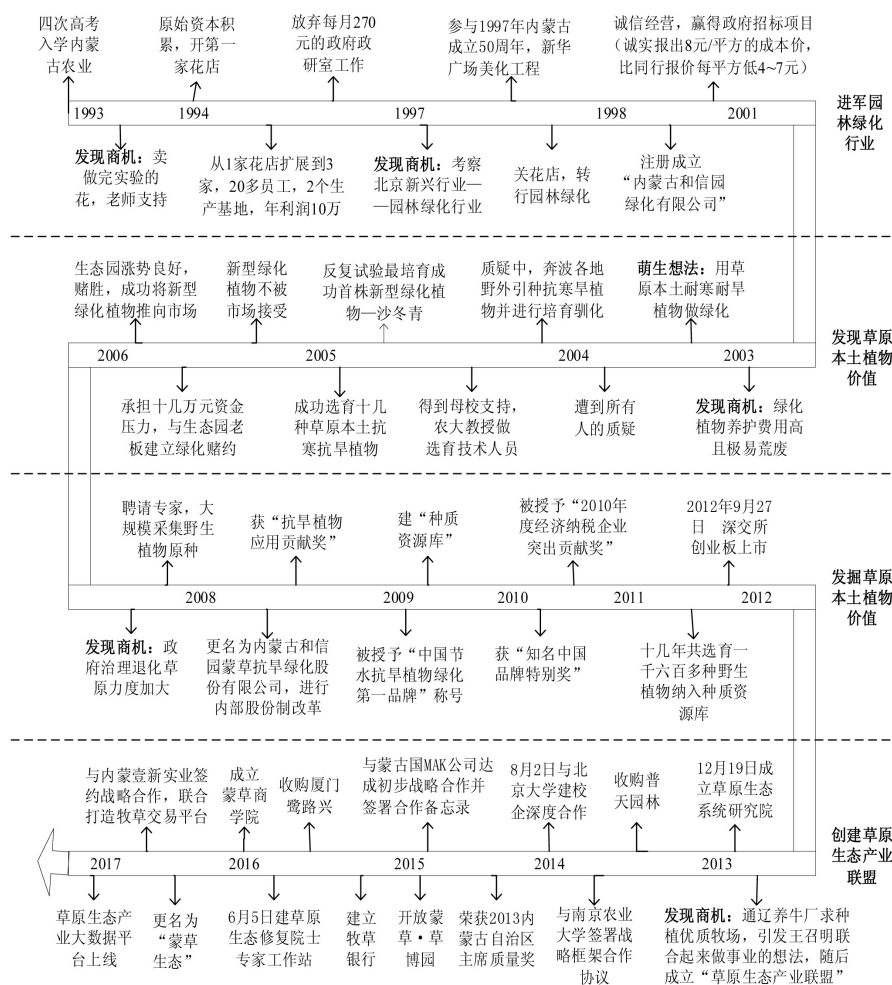 四次高考
入学内蒙
古农业
原始资本积
累，开第一
家花店
放弃每月270
元的政府政
研室工作
参与1997年内蒙古
成立50周年，新华
广场美化工程
诚信经营，赢得政府招标项目
（诚实报出8元/平方的成本价，
比同行报价每平方低4~7元）
1993
1994
1997
1998
2001
进军园
林绿化
行业
发现商机：卖
做完实验的
花，老师支持
从1家花店扩展到3
家，20多员工，2个生
产基地，年利润10万
发现商机：考察
北京新兴行业—
—园林绿化行业
关花店，转
行园林绿化
注册成立
“内蒙古和信园
绿化有限公司”
生态园涨势良好，
赌胜，成功将新型
绿化植物推向市场
新型绿化
植物不被
市场接受
反复试验最培育成
功首株新型绿化植
物—沙冬青
质疑中，奔波各地
野外引种抗寒旱植
物并进行培育驯化
萌生想法：用草
原本土耐寒耐旱
植物做绿化
2006
2005
2004
2003
发现草原
本土植物
价值
承担十几万元资金
压力，与生态园老
板建立绿化赌约
成功选育十几
种草原本土抗
寒抗旱植物
得到母校支持，
农大教授做
选育技术人员
遭到所有
人的质疑
发现商机：绿化
植物养护费用高
且极易荒废
聘请专家，大
规模采集野生
植物原种
获“抗旱植物
应用贡献奖”
建“种质
资源库”
被授予“2010年
度经济纳税企业
突出贡献奖”
2012年9月27
日　深交所
创业板上市
2008
2009
2010
2011
2012
发掘草原
本土植物
价值
发现商机：政
府治理退化草
原力度加大
更名为内蒙古和信
园蒙草抗旱绿化股
份有限公司，进行
内部股份制改革
被授予“中国节
水抗旱植物绿化
第一品牌”称号
获“知名中国
品牌特别奖”
十几年共选育一
千六百多种野生
植物纳入种质资
源库
与内蒙壹新实业签
约战略合作，联合
打造牧草交易平台
成立
蒙草商
学院
收购厦门
鹭路兴
与蒙古国MAK公司达
成初步战略合作并
签署合作备忘录
8月2日与北
京大学建校
企深度合作
收购普
天园林
12月19日成
立草原生态
系统研究院
2017
2016
2015
2014
2013
创建草原
生态产业
联盟
草原生态产
业大数据平
台上线
更名为
“蒙草
生态”
6月5日建草原
生态修复院士
专家工作站
建立
牧草
银行
开放蒙
草·草
博园
荣获2013内
蒙古自治区
主席质量奖
与南京农业
大学签署战
略框架合作
协议
发现商机：通辽养牛厂求种
植优质牧场，引发王召明联
合起来做事业的想法，随后
成立“草原生态产业联盟”